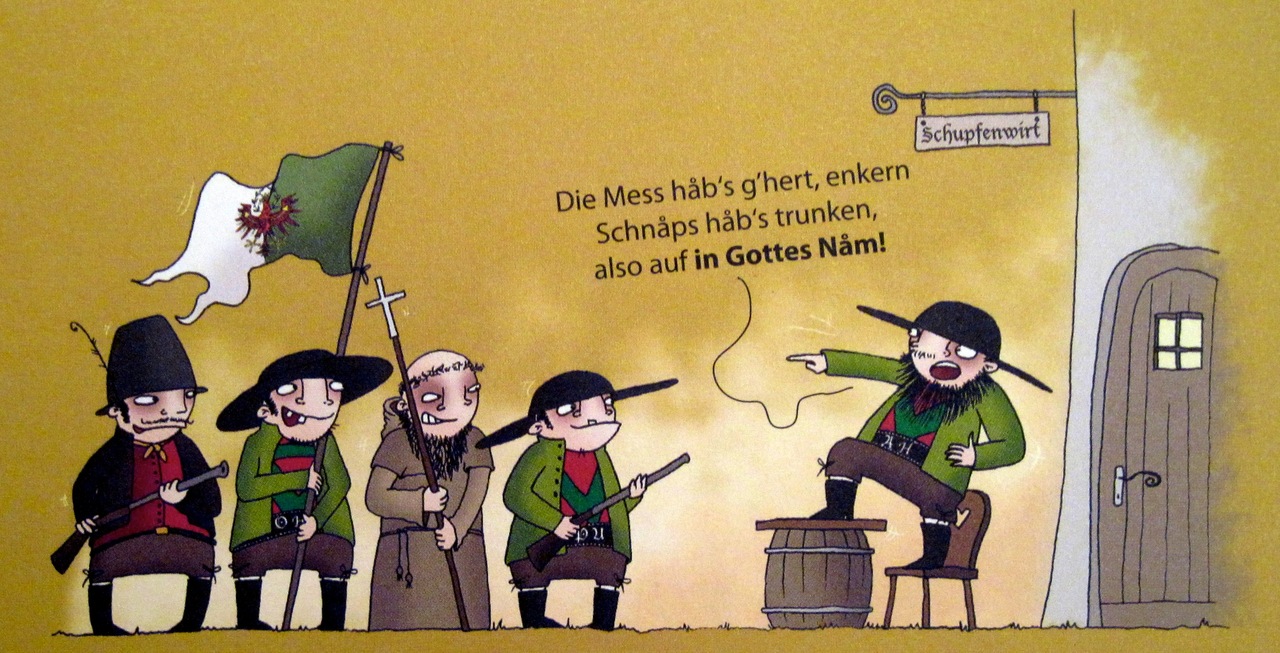 Schupfenwirt
Die Mess håb's g'hert, enkern
Schnåps håb's trunken,
also auf in Gottes Nåm!
A H
P U